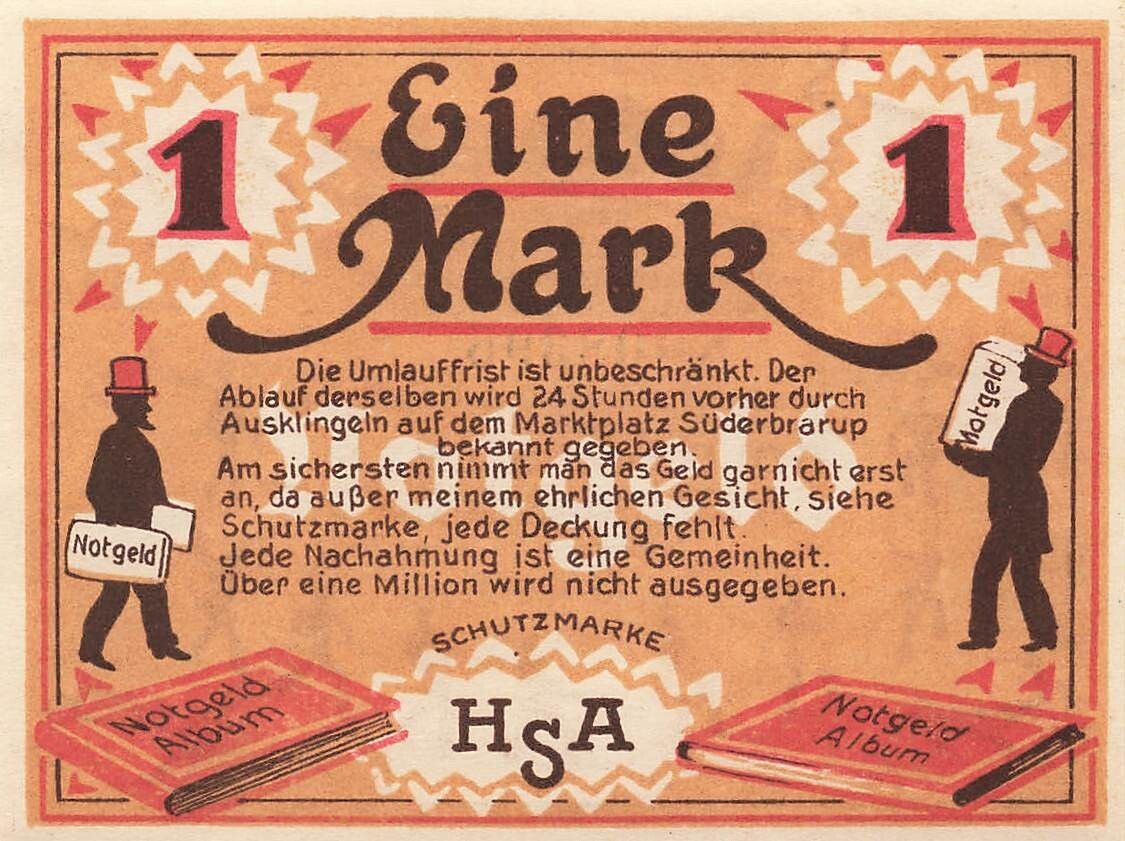 1
Eine
1
Mark
Die Umlauffrist ist unbeschränkt. Der
Ablauf derselben wird 24 Stunden vorher durch
Ausklingeln auf dem Marktplatz Süderbrarup
bekannt gegeben.
Am sichersten nimmt man das Geld garnicht erst
an, da außer meinem ehrlichen Gesicht, siehe
Schutzmarke, jede Deckung fehlt.
Jede Nachahmung ist eine Gemeinheit.
Über eine Million wird nicht ausgegeben.
Notgeld
Notgeld
Notgeld
SCHUTZMARKE
HSA
Notgeld
Album
Notgeld
Album